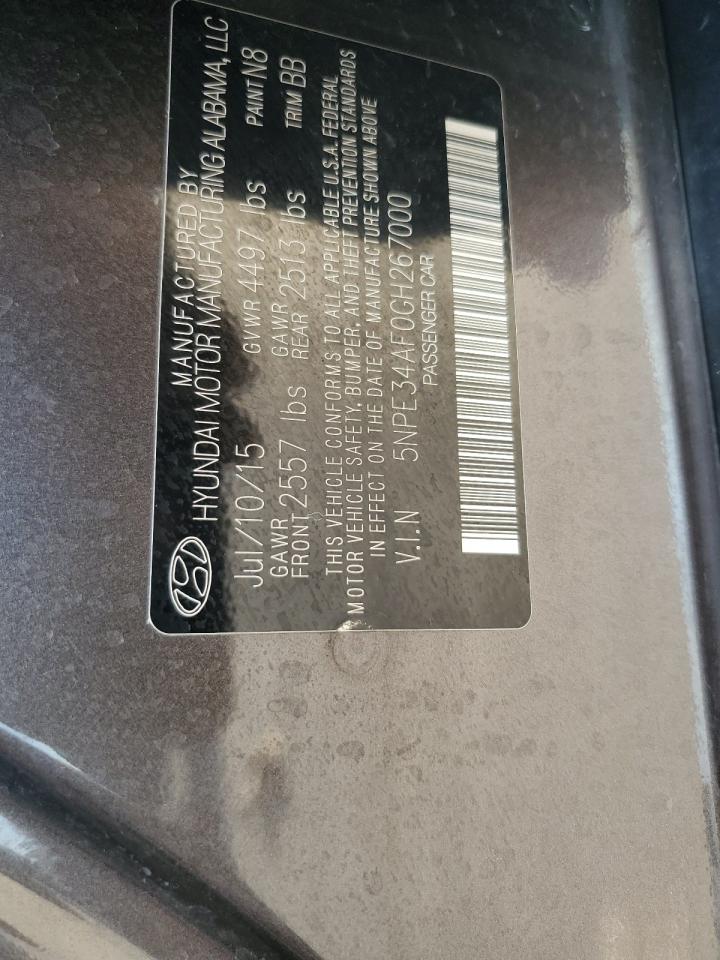 MANUFACTURED BY
HYUNDAI MOTOR MANUFACTURING ALABAMA, LLC
Jul/10/15 GVWR 4497 lbs PAINT N8
GAWR FRONT 2557 lbs GAWR REAR 2513 lbs TRIM BB
THIS VEHICLE CONFORMS TO ALL APPLICABLE U.S.A. FEDERAL
MOTOR VEHICLE SAFETY, BUMPER, AND THEFT PREVENTION STANDARDS
IN EFFECT ON THE DATE OF MANUFACTURE SHOWN ABOVE
V.I.N 5NPE34AF0GH267000
PASSENGER CAR